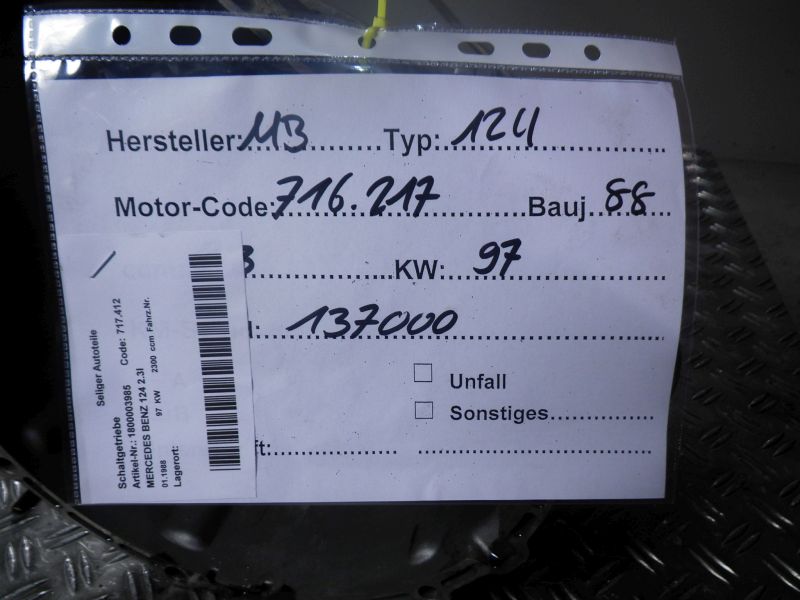 Hersteller: MB Typ: 124
Motor-Code: 716.217 Bauj. 88
KW: 97
137000
Unfall
Sonstiges
Seliger Autoteile
Schaltgetriebe Code: 717.412
Artikel-Nr.: 1800003985
MERCEDES BENZ 124 2.3l
01.1988 97 KW 2300 ccm Fahrz.Nr.
Lagerort: